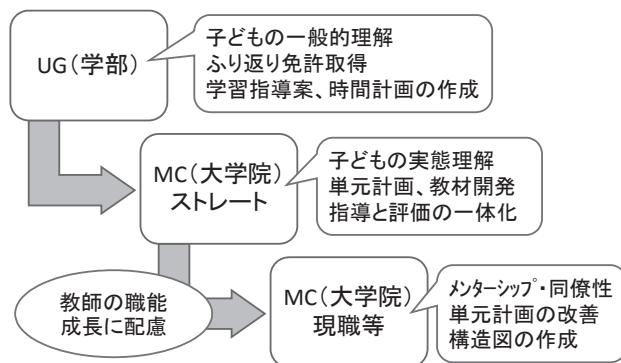 UG（学部）
子どもの一般的理解
ふり返り免許取得
学習指導案、時間計画の作成
MC（大学院）
ストレート
子どもの実態理解
単元計画、教材開発
指導と評価の一体化
教師の職能
成長に配慮
MC（大学院）
現職等
ﾒﾝﾀｰｼｯﾌﾟ・同僚性
単元計画の改善
構造図の作成